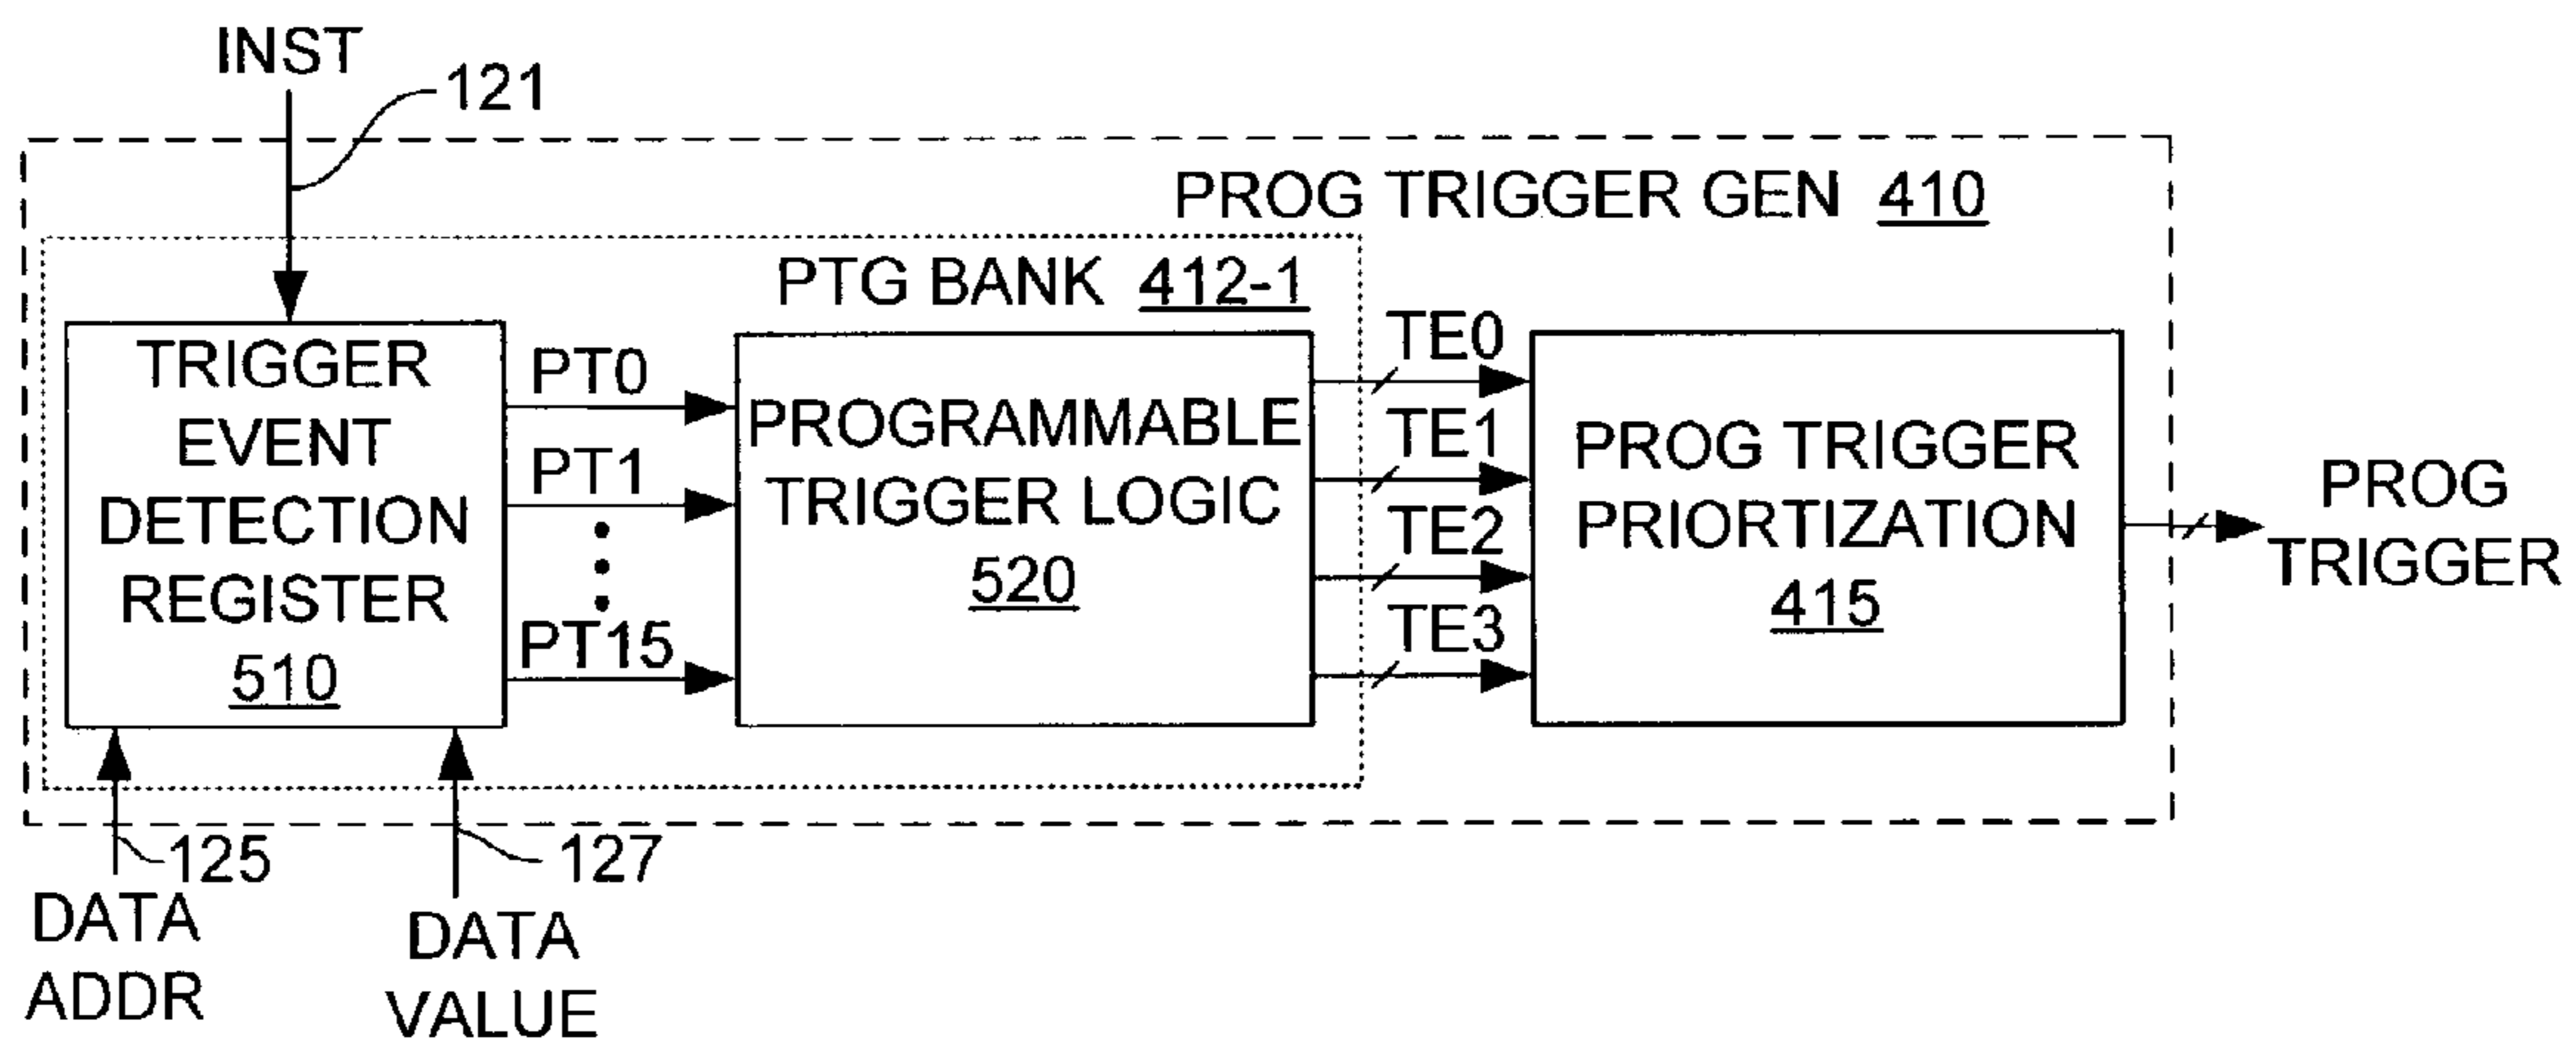 INST
121
PROG TRIGGER GEN 410
PTG BANK 412-1
TRIGGER
EVENT
DETECTION
REGISTER
510
PT0
PT1
PT15
PROGRAMMABLE
TRIGGER LOGIC
520
TE0
TE1
TE2
TE3
PROG TRIGGER
PRIORTIZATION
415
PROG
TRIGGER
125
DATA
ADDR
127
DATA
VALUE